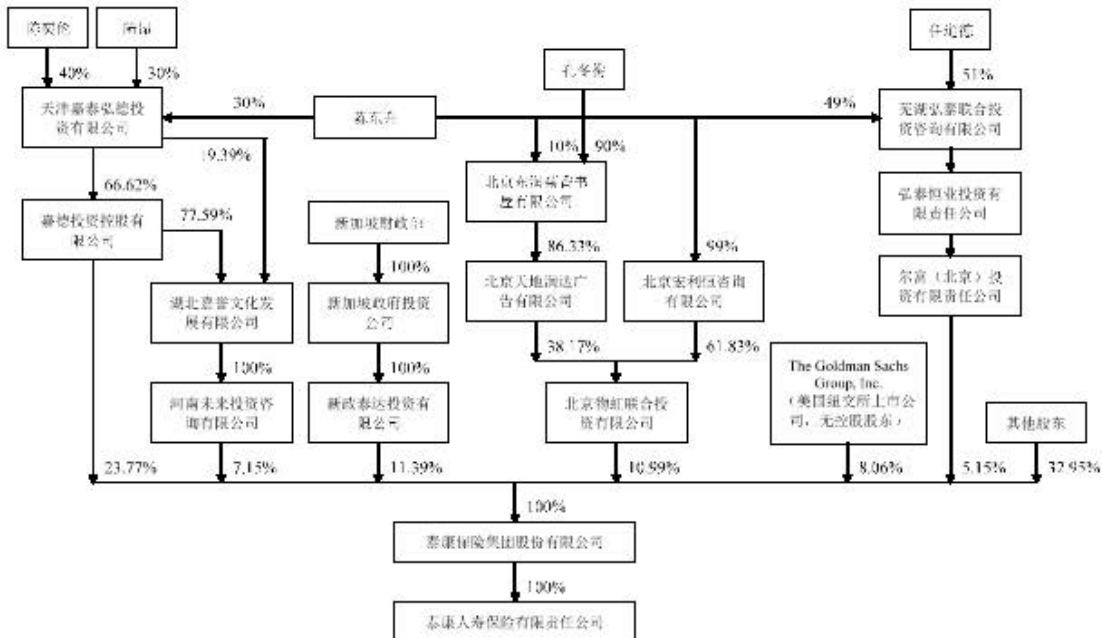 陈奕伦
40%
30%
孔冬梅
90%
任道德
51%
天津嘉泰弘德投
资有限公司
30%
陈东升
49%
芜湖弘泰联合投
资咨询有限公司
19.39%
10%
66.62%
嘉德投资控股有
限公司
77.59%
新加坡财政部
100%
北京东润菊香书
屋有限公司
86.33%
99%
弘泰恒业投资有
限责任公司
湖北嘉誉文化发
展有限公司
100%
新加坡政府投资
公司
100%
北京天地润达广
告有限公司
38.17%
北京宏利恒咨询
有限公司
61.83%
尔富（北京）投
资有限责任公司
河南未来投资咨
询有限公司
新政泰达投资有
限公司
北京物虹联合投
资有限公司
The Goldman Sachs
Group, Inc.
（美国纽交所上市公
司，无控股股东）
其他股东
23.77%
7.15%
11.39%
10.99%
8.06%
5.15%
32.95%
100%
泰康保险集团股份有限公司
100%
泰康人寿保险有限责任公司